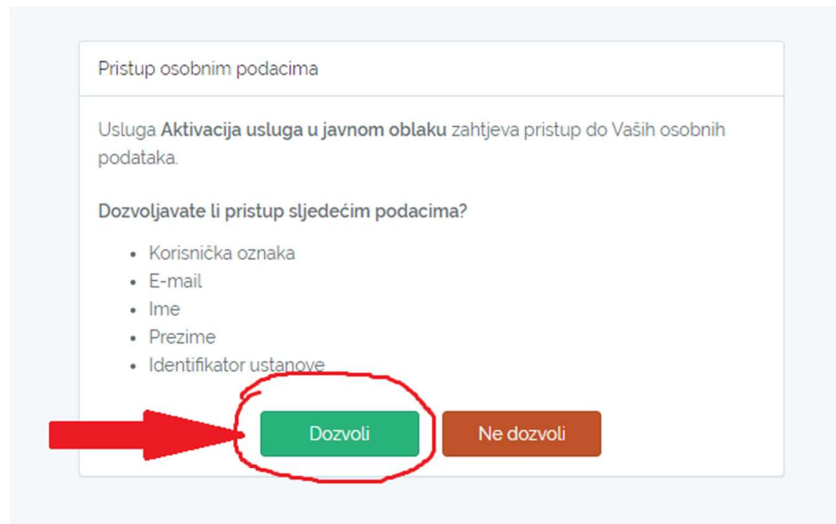 Pristup osobnim podacima
Usluga Aktivacija usluga u javnom oblaku zahtjeva pristup do Vaših osobnih
podataka.
Dozvoljavate li pristup sljedećim podacima?
• Korisnička oznaka
• E-mail
• Ime
• Prezime
• Identifikator ustanove
Dozvoli
Ne dozvoli